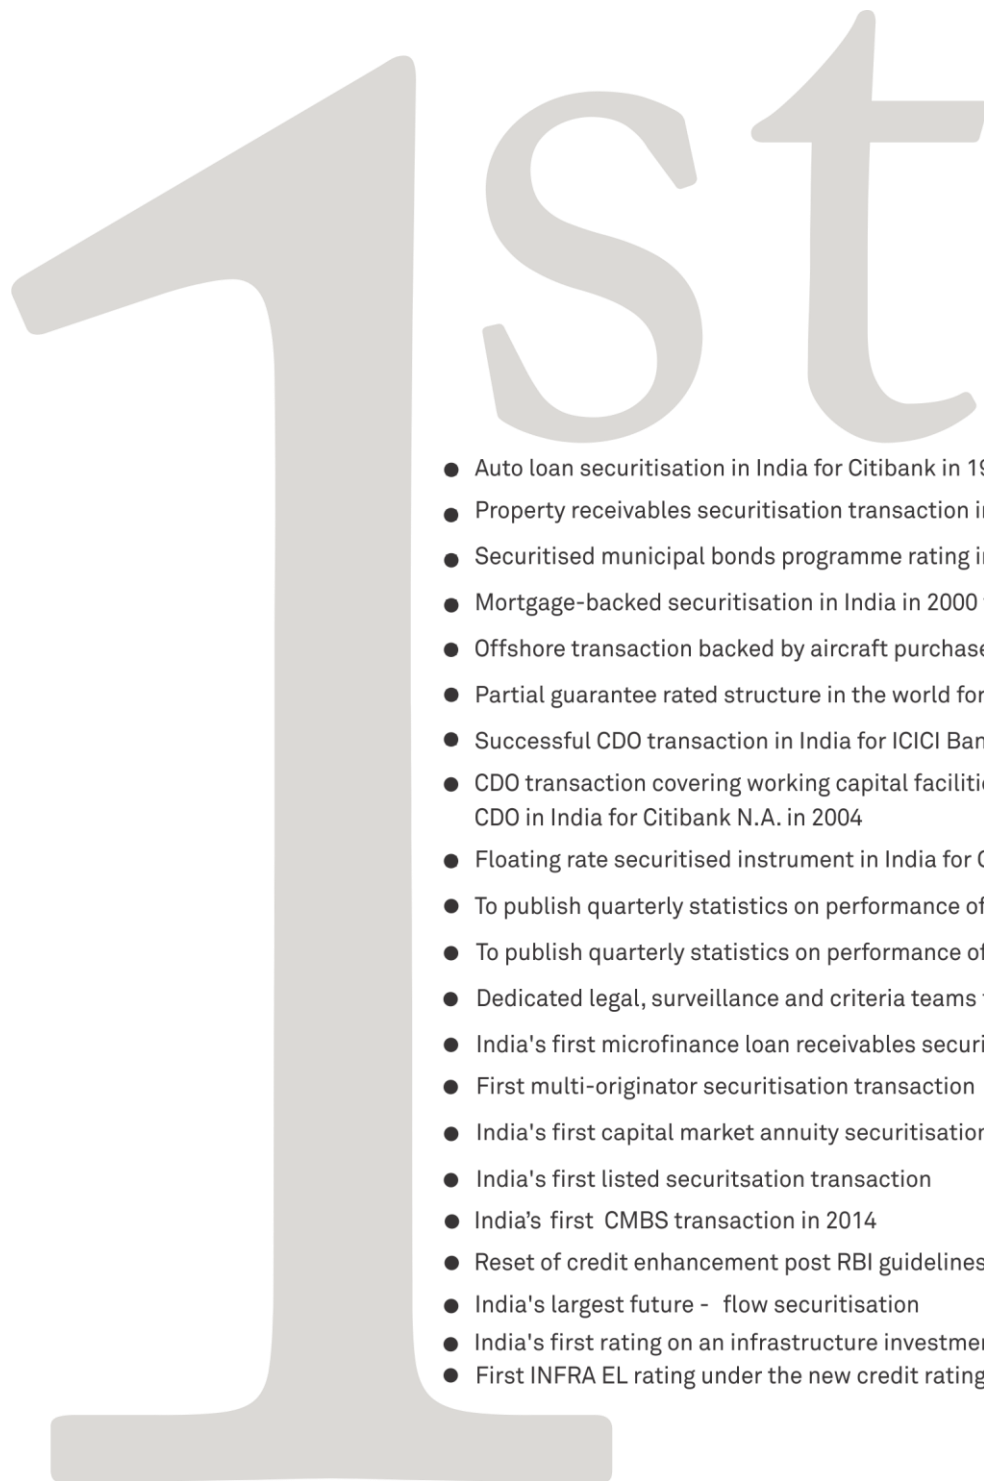 1st
● Auto loan securitisation in India for Citibank in 19
● Property receivables securitisation transaction
● Securitised municipal bonds programme rating
● Mortgage-backed securitisation in India in 2000
● Offshore transaction backed by aircraft purchase
● Partial guarantee rated structure in the world for
● Successful CDO transaction in India for ICICI Ban
● CDO transaction covering working capital faciliti
CDO in India for Citibank N.A. in 2004
● Floating rate securitised instrument in India for
● To publish quarterly statistics on performance of
● To publish quarterly statistics on performance of
● Dedicated legal, surveillance and criteria teams
● India's first microfinance loan receivables securi
● First multi-originator securitisation transaction
● India's first capital market annuity securitisation
● India's first listed securitsation transaction
● India’s first CMBS transaction in 2014
● Reset of credit enhancement post RBI guidelines
● India's largest future - flow securitisation
● India's first rating on an infrastructure investme
● First INFRA EL rating under the new credit rating